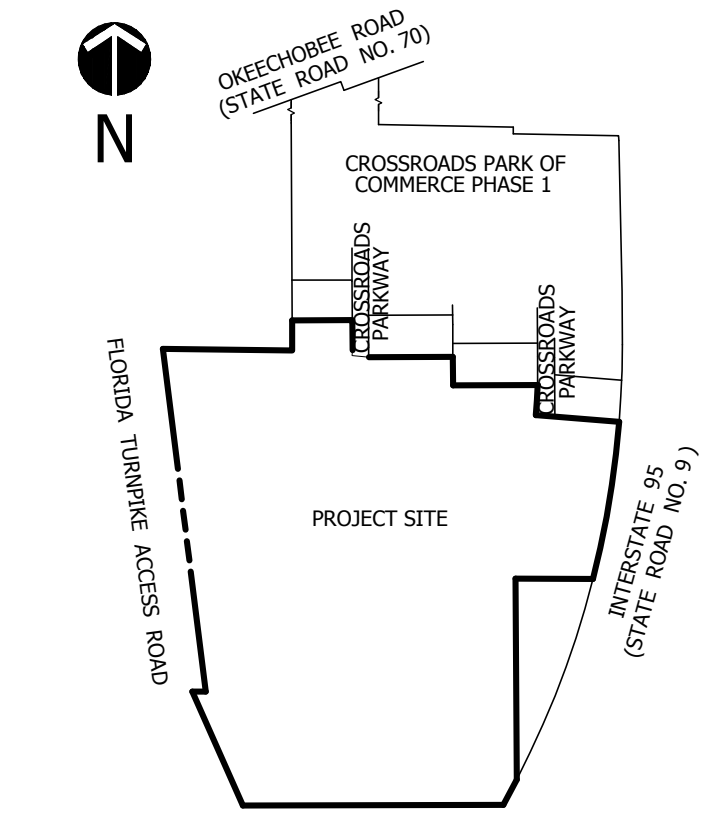 OKEECHOBEE ROAD
(STATE ROAD NO. 70)
N
CROSSROADS PARK OF
COMMERCE PHASE 1
CROSSROADS
PARKWAY
CROSSROADS
PARKWAY
FLORIDA TURNPIKE ACCESS ROAD
PROJECT SITE
INTERSTATE 95
(STATE ROAD NO. 9 )